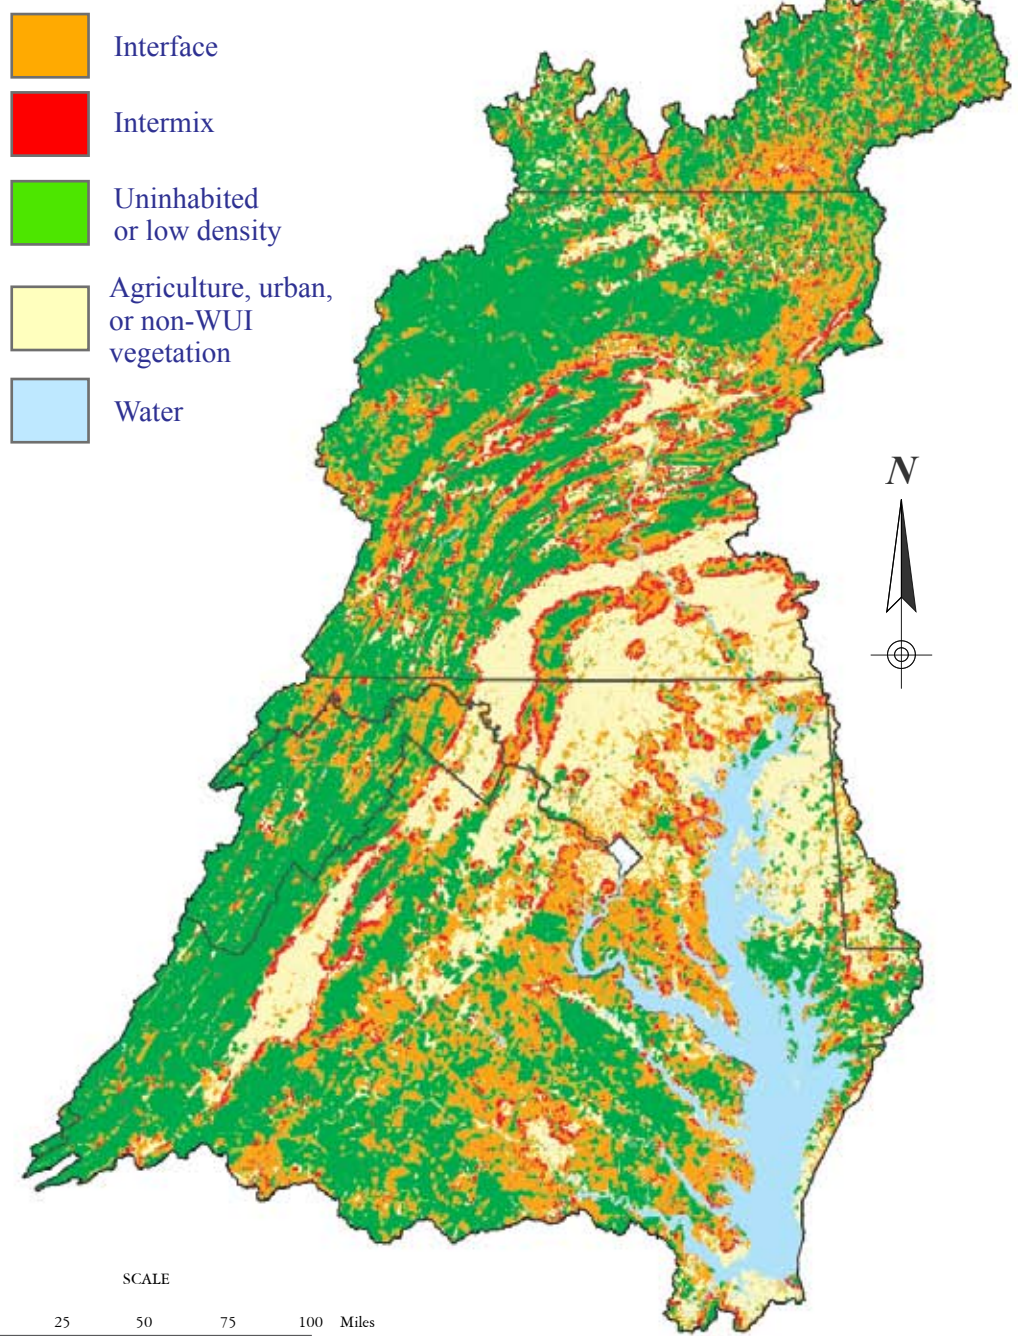 Interface
Intermix
Uninhabited
or low density
Agriculture, urban,
or non-WUI
vegetation
Water
N
SCALE
25 50 75 100 Miles